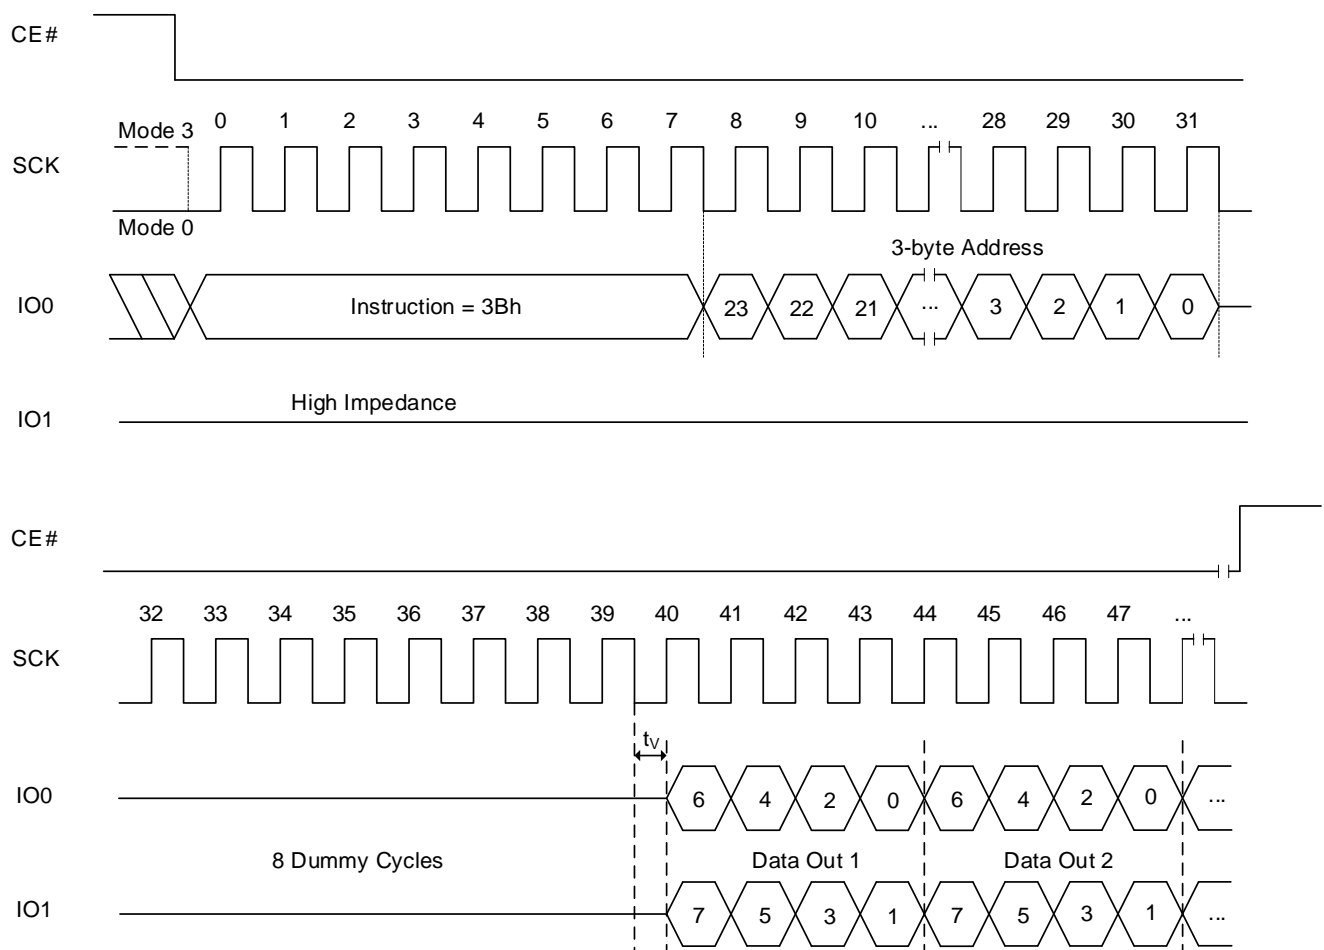 CE#
0 1 2 3 4 5 6 7 8 9 10 ... 28 29 30 31
Mode 3
SCK
Mode 0
3-byte Address
IO0 Instruction = 3Bh 23 22 21 ... 3 2 1 0
High Impedance
IO1
CE#
32 33 34 35 36 37 38 39 40 41 42 43 44 45 46 47 ...
SCK
tV
IO0 6 4 2 0 6 4 2 0 ...
8 Dummy Cycles Data Out 1 Data Out 2
IO1 7 5 3 1 7 5 3 1 ...